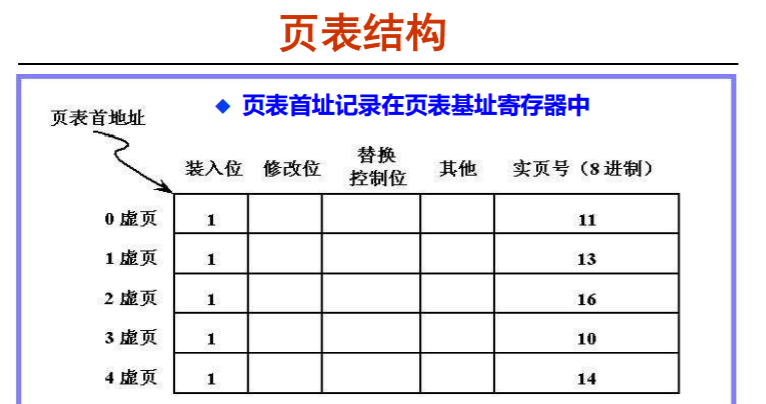 页表结构
◆ 页表首址记录在页表基址寄存器中
页表首地址
装入位 修改位 替换控制位 其他 实页号（8进制）
0 虚页 1 11
1 虚页 1 13
2 虚页 1 16
3 虚页 1 10
4 虚页 1 14